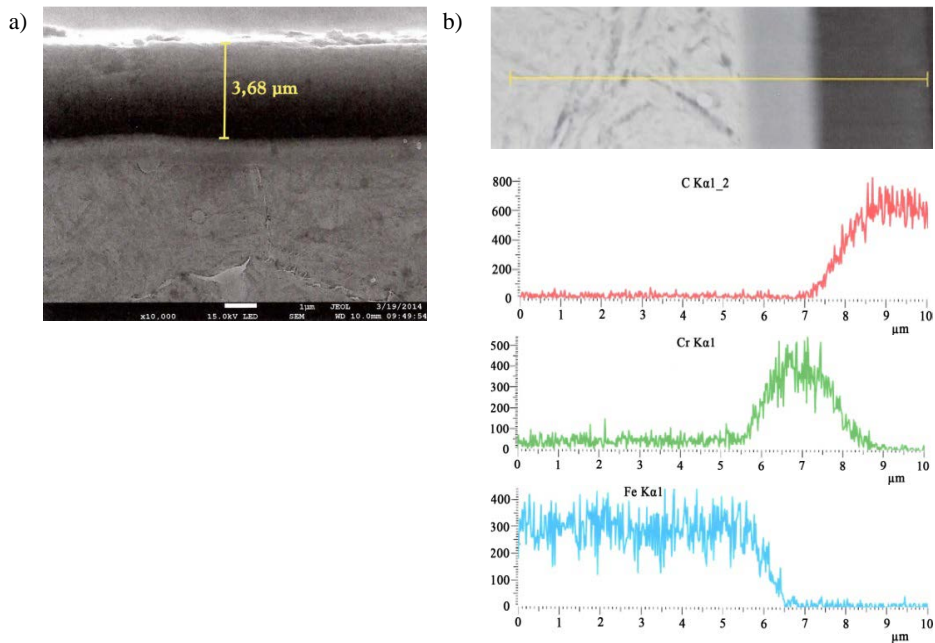 a)
3,68 µm
1µm JEOL 3/19/2014
x10,000 15.0kV LED SEM WD 10.0mm 09:49:54
b)
C Kα1_2
800
600
400
200
0
0 1 2 3 4 5 6 7 8 9 10
µm
Cr Kα1
500
400
300
200
100
0
0 1 2 3 4 5 6 7 8 9 10
µm
Fe Kα1
400
300
200
100
0
0 1 2 3 4 5 6 7 8 9 10
µm